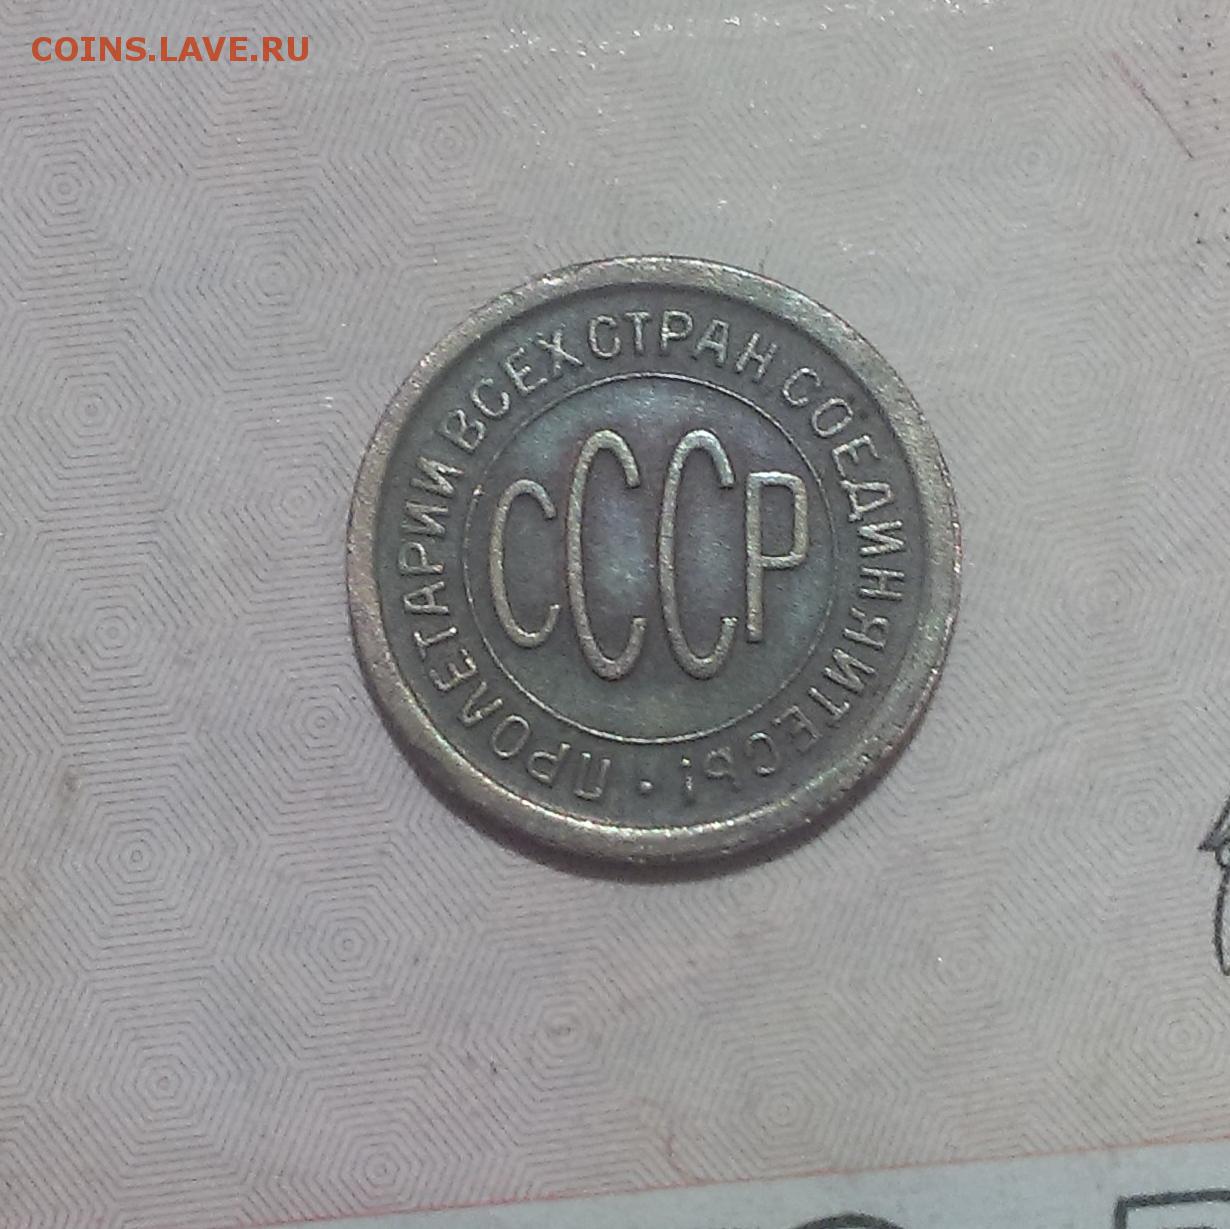 COINS.LAVE.RU
ПРОЛЕТАРИИ ВСЕХ СТРАН СОЕДИНЯЙТЕСЬ! •
СССР